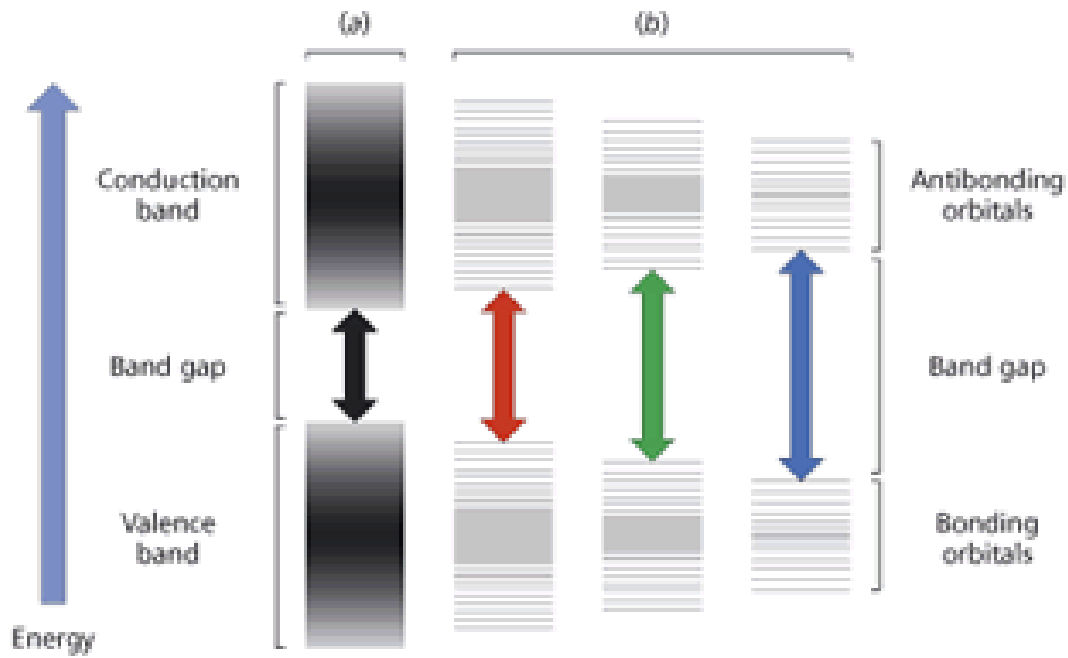 (a)
(b)
Conduction
band
Antibonding
orbitals
Band gap
Band gap
Valence
band
Bonding
orbitals
Energy